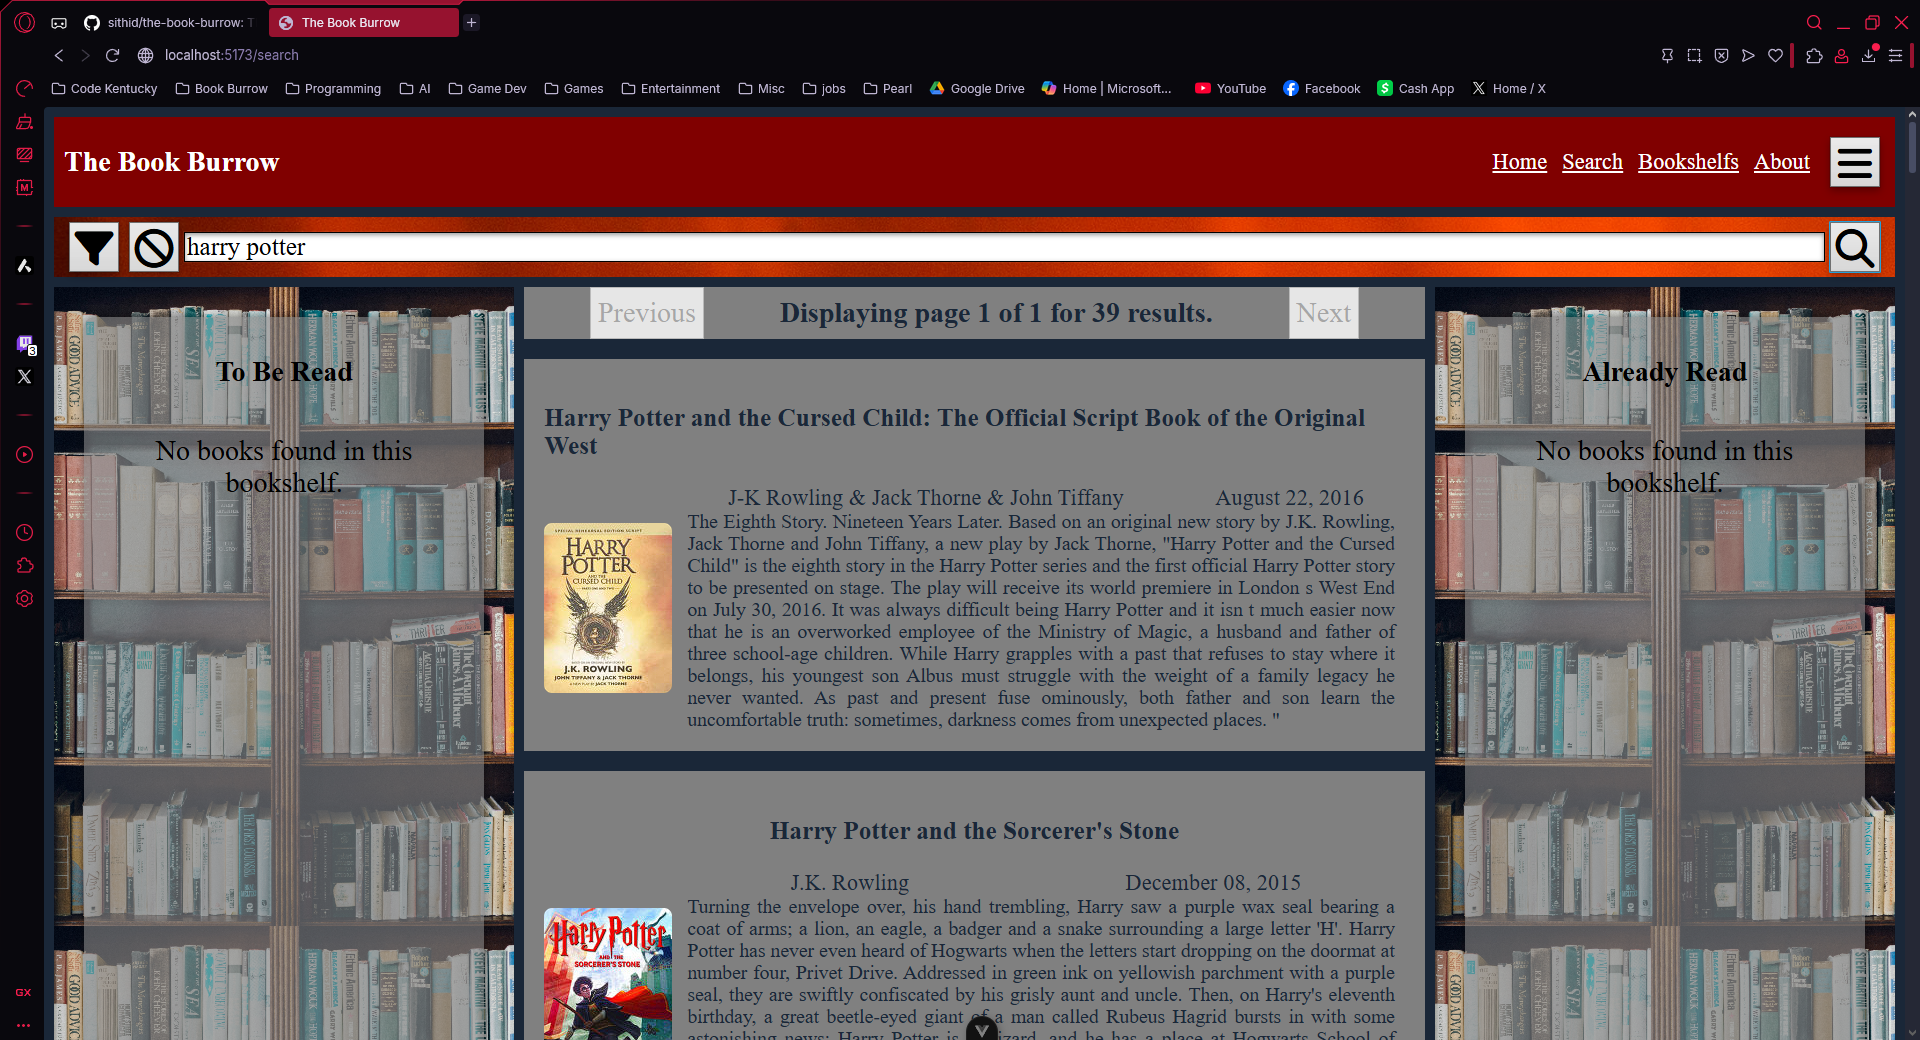 sithid/the-book-burrow: T
The Book Burrow
localhost:5173/search
Code Kentucky
Book Burrow
Programming
AI
Game Dev
Games
Entertainment
Misc
jobs
Pearl
Google Drive
Home | Microsoft...
YouTube
Facebook
Cash App
Home / X
The Book Burrow
Home
Search
Bookshelfs
About
harry potter
To Be Read
No books found in this
bookshelf.
Previous
Displaying page 1 of 1 for 39 results.
Next
Harry Potter and the Cursed Child: The Official Script Book of the Original
West
J-K Rowling & Jack Thorne & John Tiffany
August 22, 2016
SPECIAL REHEARSAL EDITION SCRIPT
HARRY
POTTER
AND THE
CURSED CHILD
PARTS ONE AND TWO
J.K. ROWLING
JOHN TIFFANY & JACK THORNE
A NEW PLAY BY JACK THORNE
The Eighth Story. Nineteen Years Later. Based on an original new story by J.K. Rowling,
Jack Thorne and John Tiffany, a new play by Jack Thorne, "Harry Potter and the Cursed
Child" is the eighth story in the Harry Potter series and the first official Harry Potter story
to be presented on stage. The play will receive its world premiere in London s West End
on July 30, 2016. It was always difficult being Harry Potter and it isn t much easier now
that he is an overworked employee of the Ministry of Magic, a husband and father of
three school-age children. While Harry grapples with a past that refuses to stay where it
belongs, his youngest son Albus must struggle with the weight of a family legacy he
never wanted. As past and present fuse ominously, both father and son learn the
uncomfortable truth: sometimes, darkness comes from unexpected places. "
Harry Potter and the Sorcerer's Stone
J.K. Rowling
December 08, 2015
Harry Potter
AND THE
SORCERER'S STONE
Turning the envelope over, his hand trembling, Harry saw a purple wax seal bearing a
coat of arms; a lion, an eagle, a badger and a snake surrounding a large letter 'H'. Harry
Potter has never even heard of Hogwarts when the letters start dropping on the doormat at
number four, Privet Drive. Addressed in green ink on yellowish parchment with a purple
seal, they are swiftly confiscated by his grisly aunt and uncle. Then, on Harry's eleventh
birthday, a great beetle-eyed giant of a man called Rubeus Hagrid bursts in with some
astonishing news: Harry Potter is wizard, and he has a place at Hogwarts School of
Already Read
No books found in this
bookshelf.
3
GX